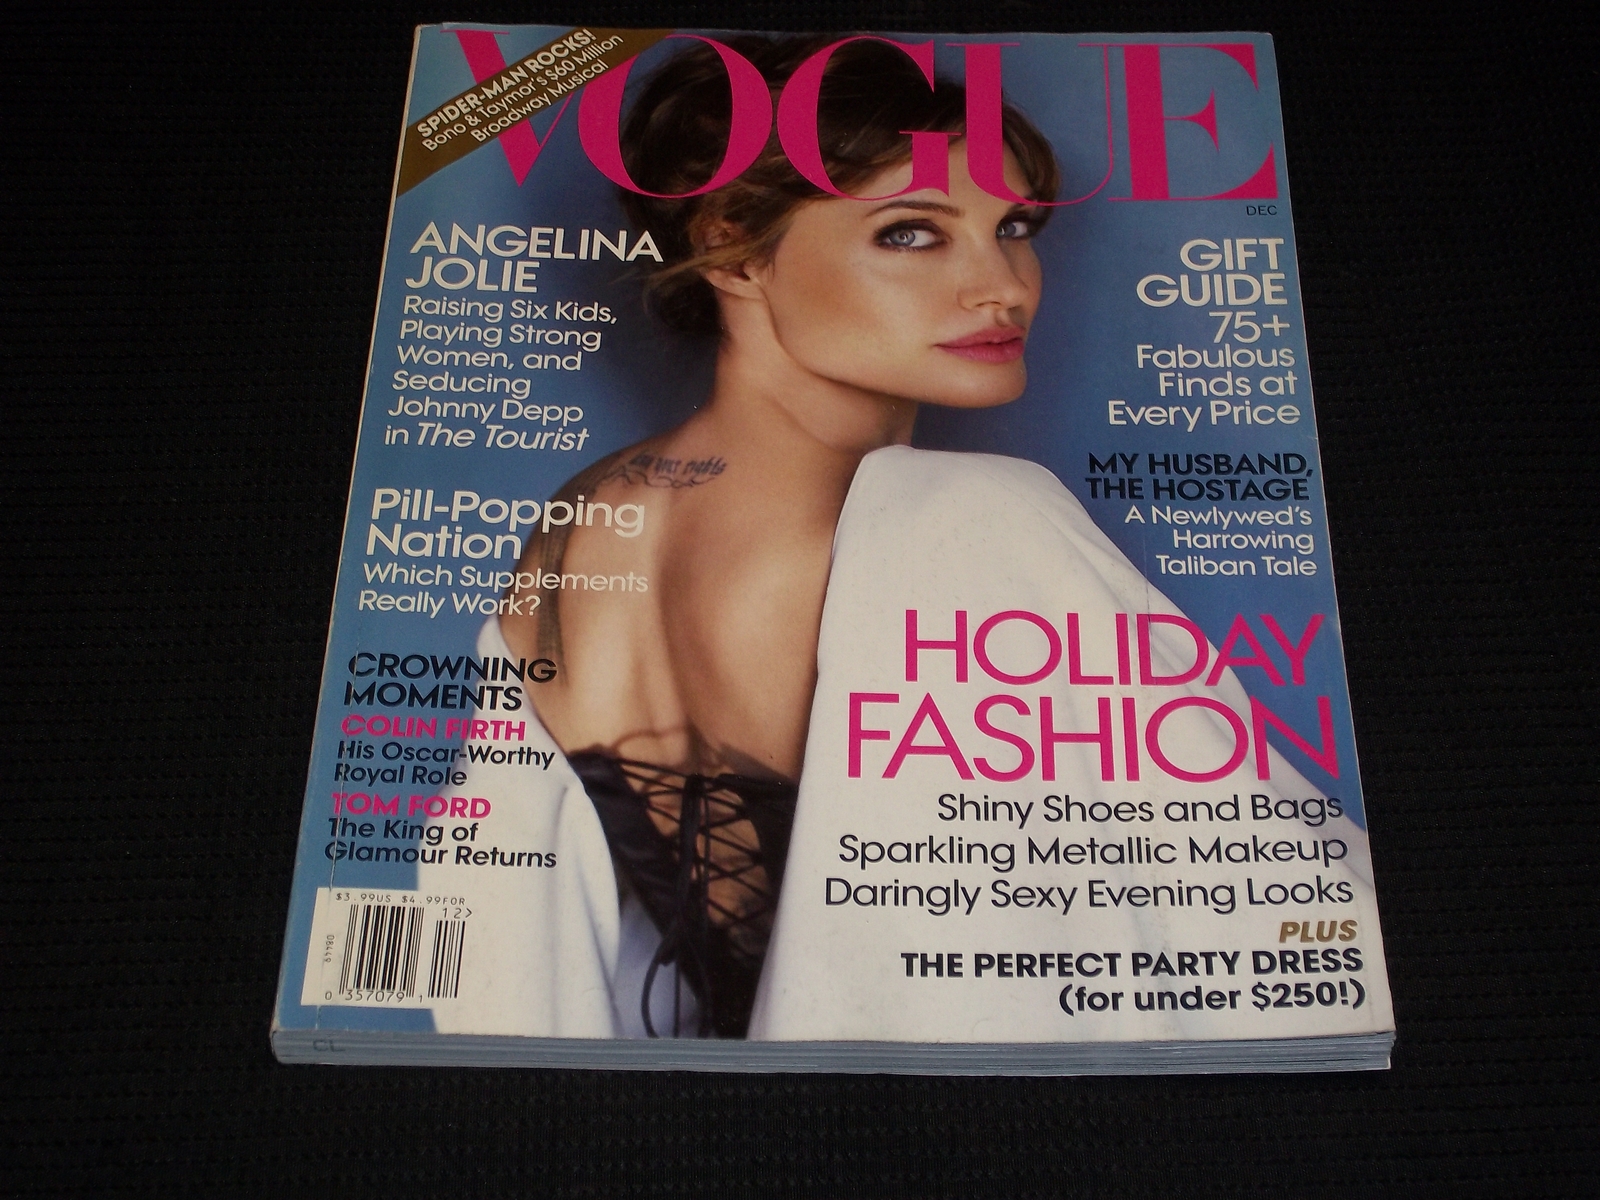 VOGUE
SPIDER-MAN ROCKS!
Bono & Taymor's $60 Million
Broadway Musical
DEC
ANGELINA
JOLIE
Raising Six Kids,
Playing Strong
Women, and
Seducing
Johnny Depp
in The Tourist
Pill-Popping
Nation
Which Supplements
Really Work?
CROWNING
MOMENTS
COLIN FIRTH
His Oscar-Worthy
Royal Role
TOM FORD
The King of
Glamour Returns
$3.99US $4.99FOR
12>
08449
0 357079 1
CL
GIFT
GUIDE
75+
Fabulous
Finds at
Every Price
MY HUSBAND,
THE HOSTAGE
A Newlywed's
Harrowing
Taliban Tale
HOLIDAY
FASHION
Shiny Shoes and Bags
Sparkling Metallic Makeup
Daringly Sexy Evening Looks
PLUS
THE PERFECT PARTY DRESS
(for under $250!)